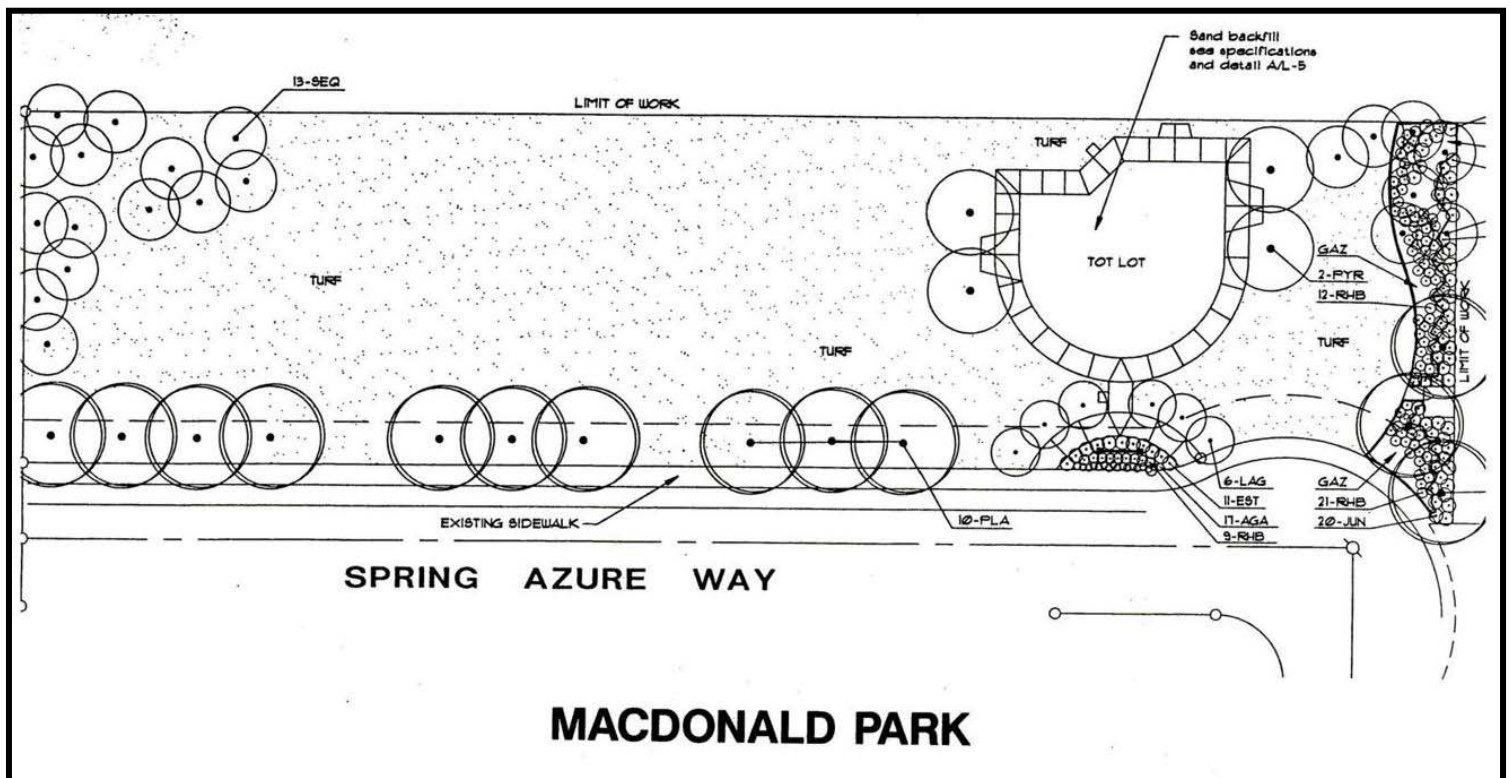 Sand backfill
see specifications
and detail A/L-5
13-SEQ
LIMIT OF WORK
TURF
GAZ
2-PYR
12-RHB
TOT LOT
TURF
LIMIT OF WORK
TURF
TURF
6-LAG
11-EST
17-AGA
9-RHB
GAZ
21-RHB
20-JUN
EXISTING SIDEWALK
10-PLA
SPRING AZURE WAY
MACDONALD PARK